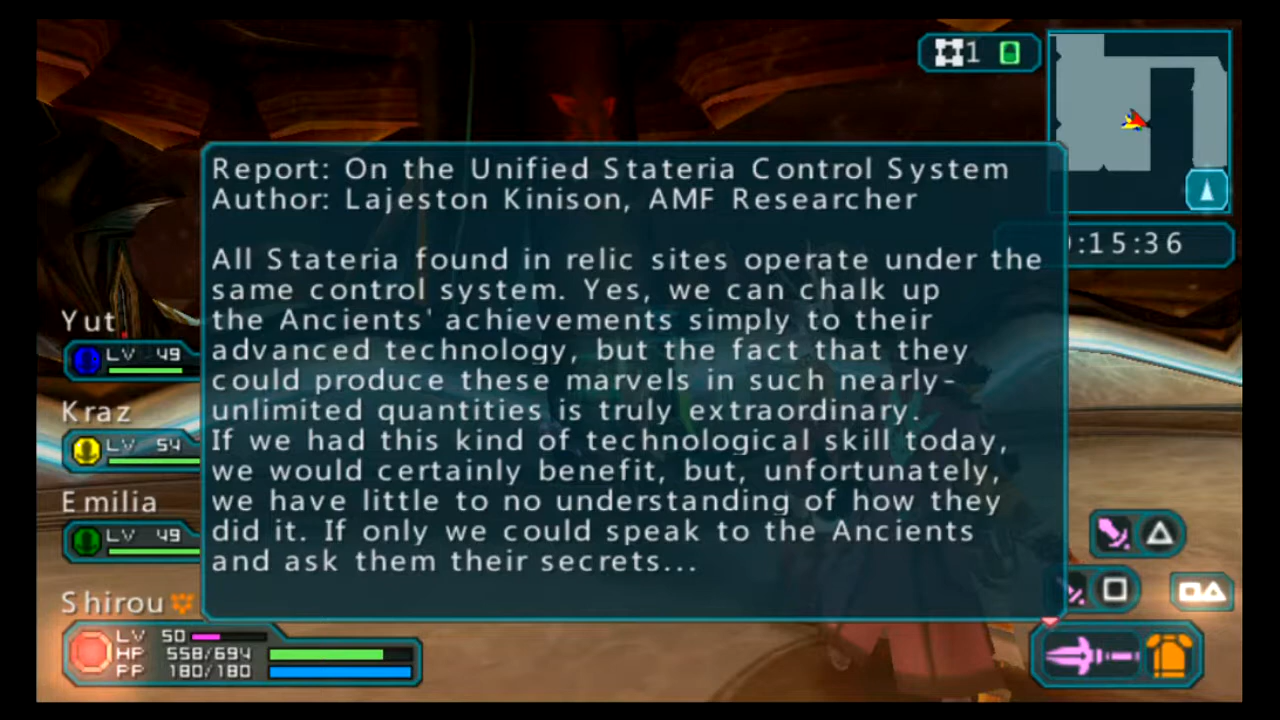 1
Report: On the Unified Stateria Control System
Author: Lajeston Kinison, AMF Researcher
All Stateria found in relic sites operate under the
same control system. Yes, we can chalk up
the Ancients' achievements simply to their
advanced technology, but the fact that they
could produce these marvels in such nearly-
unlimited quantities is truly extraordinary.
If we had this kind of technological skill today,
we would certainly benefit, but, unfortunately,
we have little to no understanding of how they
did it. If only we could speak to the Ancients
and ask them their secrets...
:15:36
Yut
LV 49
Kraz
LV 54
Emilia
LV 49
Shirou
LV 50
HP 558/694
PP 180/180